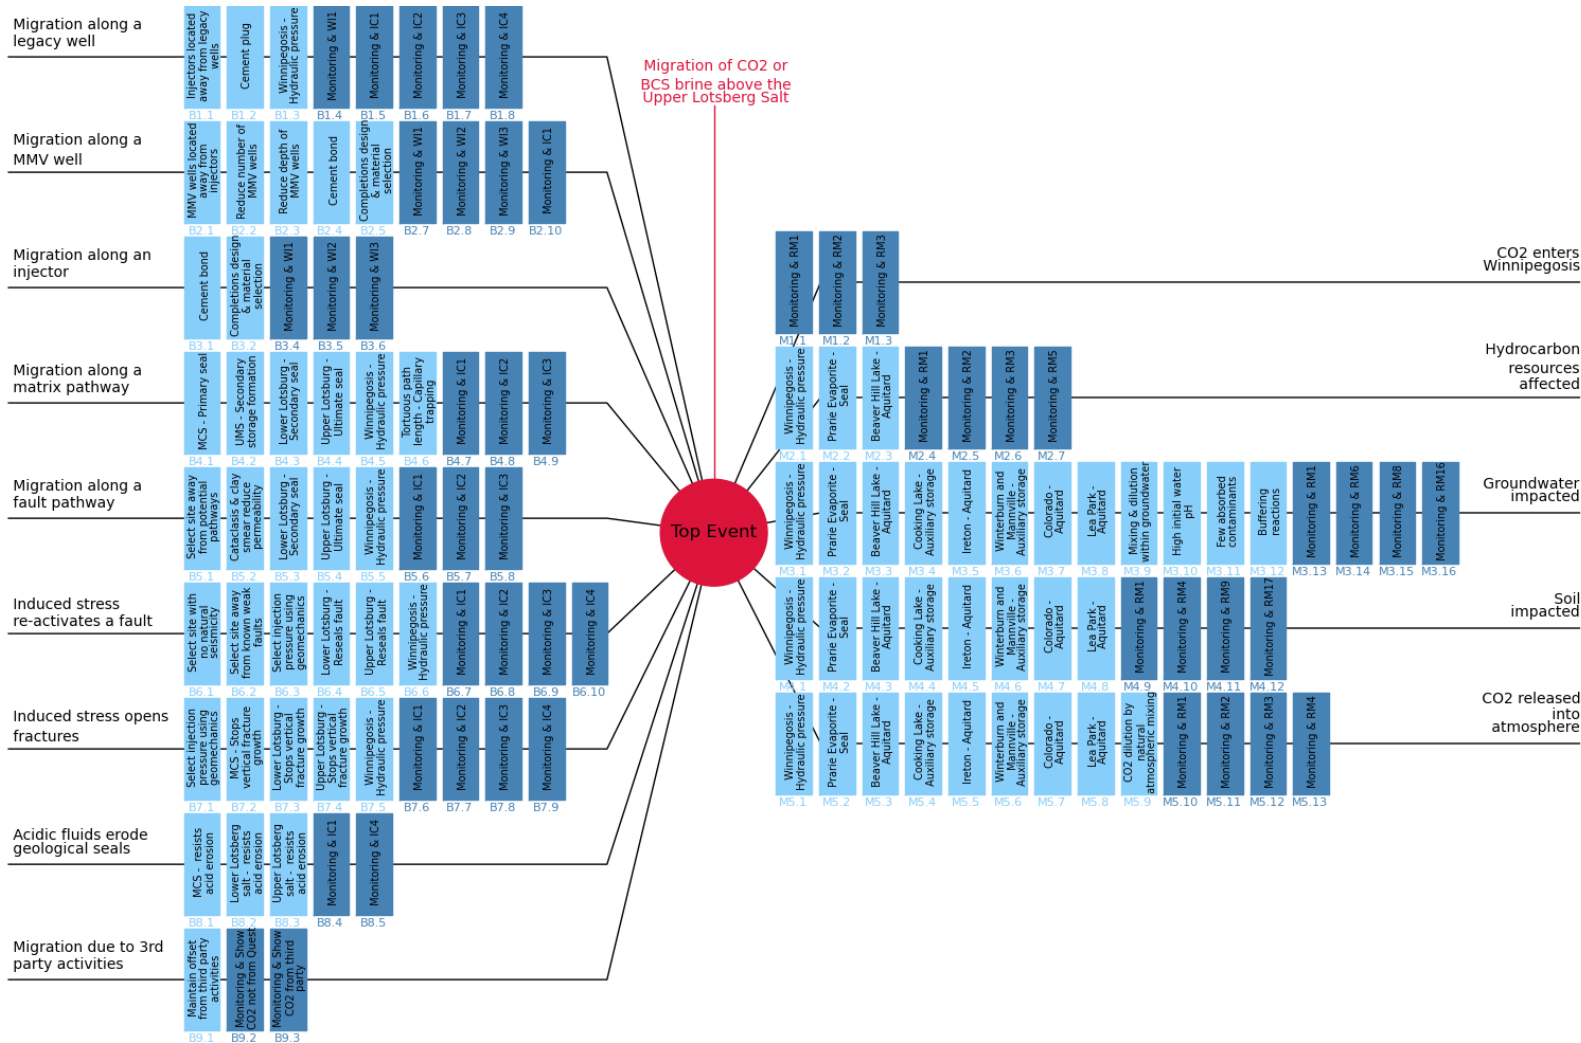 Migration along a
legacy well
Injectors located
away from legacy
wells
Cement plug
Winnipegosis -
Hydraulic pressure
Monitoring & WI1
Monitoring & IC1
Monitoring & IC2
Monitoring & IC3
Monitoring & IC4
B1.1
B1.2
B1.3
B1.4
B1.5
B1.6
B1.7
B1.8
Migration along a
MMV well
MMV wells located
away from
injectors
Reduce number of
MMV wells
Reduce depth of
MMV wells
Cement bond
Completions design
& material
selection
Monitoring & WI1
Monitoring & WI2
Monitoring & WI3
Monitoring & IC1
B2.1
B2.2
B2.3
B2.4
B2.5
B2.7
B2.8
B2.9
B2.10
Migration along an
injector
Cement bond
Completions design
& material
selection
Monitoring & WI1
Monitoring & WI2
Monitoring & WI3
B3.1
B3.2
B3.4
B3.5
B3.6
Migration along a
matrix pathway
MCS - Primary seal
UMS - Secondary
storage formation
Lower Lotsburg -
Secondary seal
Upper Lotsburg -
Ultimate seal
Winnipegosis -
Hydraulic pressure
Tortuous path
length - Capillary
trapping
Monitoring & IC1
Monitoring & IC2
Monitoring & IC3
B4.1
B4.2
B4.3
B4.4
B4.5
B4.6
B4.7
B4.8
B4.9
Migration along a
fault pathway
Select site away
from potential
pathways
Cataclasis & clay
smear reduce
permeability
Lower Lotsburg -
Secondary seal
Upper Lotsburg -
Ultimate seal
Winnipegosis -
Hydraulic pressure
Monitoring & IC1
Monitoring & IC2
Monitoring & IC3
B5.1
B5.2
B5.3
B5.4
B5.5
B5.6
B5.7
B5.8
Induced stress
re-activates a fault
Select site with
no natural
seismicity
Select site away
from known weak
faults
Select injection
pressure using
geomechanics
Lower Lotsburg -
Reseals fault
Upper Lotsburg -
Reseals fault
Winnipegosis -
Hydraulic pressure
Monitoring & IC1
Monitoring & IC2
Monitoring & IC3
Monitoring & IC4
B6.1
B6.2
B6.3
B6.4
B6.5
B6.6
B6.7
B6.8
B6.9
B6.10
Induced stress opens
fractures
Select injection
pressure using
geomechanics
MCS - Stops
vertical fracture
growth
Lower Lotsburg -
Stops vertical
fracture growth
Upper Lotsburg -
Stops vertical
fracture growth
Winnipegosis -
Hydraulic pressure
Monitoring & IC1
Monitoring & IC2
Monitoring & IC3
Monitoring & IC4
B7.1
B7.2
B7.3
B7.4
B7.5
B7.6
B7.7
B7.8
B7.9
Acidic fluids erode
geological seals
MCS - resists
acid erosion
Lower Lotsberg
salt - resists
acid erosion
Upper Lotsberg
salt - resists
acid erosion
Monitoring & IC1
Monitoring & IC4
B8.1
B8.2
B8.3
B8.4
B8.5
Migration due to 3rd
party activities
Maintain offset
from third party
activities
Monitoring & Show
CO2 not from Quest
Monitoring & Show
CO2 from third
party
B9.1
B9.2
B9.3
Migration of CO2 or
BCS brine above the
Upper Lotsberg Salt
Top Event
Monitoring & RM1
Monitoring & RM2
Monitoring & RM3
M1.1
M1.2
M1.3
CO2 enters
Winnipegosis
Winnipegosis -
Hydraulic pressure
Prarie Evaporite -
Seal
Beaver Hill Lake -
Aquitard
Monitoring & RM1
Monitoring & RM2
Monitoring & RM3
Monitoring & RM5
M2.1
M2.2
M2.3
M2.4
M2.5
M2.6
M2.7
Hydrocarbon
resources
affected
Winnipegosis -
Hydraulic pressure
Prarie Evaporite -
Seal
Beaver Hill Lake -
Aquitard
Cooking Lake -
Auxiliary storage
Ireton - Aquitard
Winterburn and
Mannville -
Auxiliary storage
Colorado -
Aquitard
Lea Park -
Aquitard
Mixing & dilution
within groundwater
High initial water
pH
Few absorbed
contaminants
Buffering
reactions
Monitoring & RM1
Monitoring & RM6
Monitoring & RM8
Monitoring & RM16
M3.1
M3.2
M3.3
M3.4
M3.5
M3.6
M3.7
M3.8
M3.9
M3.10
M3.11
M3.12
M3.13
M3.14
M3.15
M3.16
Groundwater
impacted
Winnipegosis -
Hydraulic pressure
Prarie Evaporite -
Seal
Beaver Hill Lake -
Aquitard
Cooking Lake -
Auxiliary storage
Ireton - Aquitard
Winterburn and
Mannville -
Auxiliary storage
Colorado -
Aquitard
Lea Park -
Aquitard
Monitoring & RM1
Monitoring & RM4
Monitoring & RM9
Monitoring & RM17
M4.1
M4.2
M4.3
M4.4
M4.5
M4.6
M4.7
M4.8
M4.9
M4.10
M4.11
M4.12
Soil
impacted
Winnipegosis -
Hydraulic pressure
Prarie Evaporite -
Seal
Beaver Hill Lake -
Aquitard
Cooking Lake -
Auxiliary storage
Ireton - Aquitard
Winterburn and
Mannville -
Auxiliary storage
Colorado -
Aquitard
Lea Park -
Aquitard
CO2 dilution by
natural
atmospheric mixing
Monitoring & RM1
Monitoring & RM2
Monitoring & RM3
Monitoring & RM4
M5.1
M5.2
M5.3
M5.4
M5.5
M5.6
M5.7
M5.8
M5.9
M5.10
M5.11
M5.12
M5.13
CO2 released
into
atmosphere